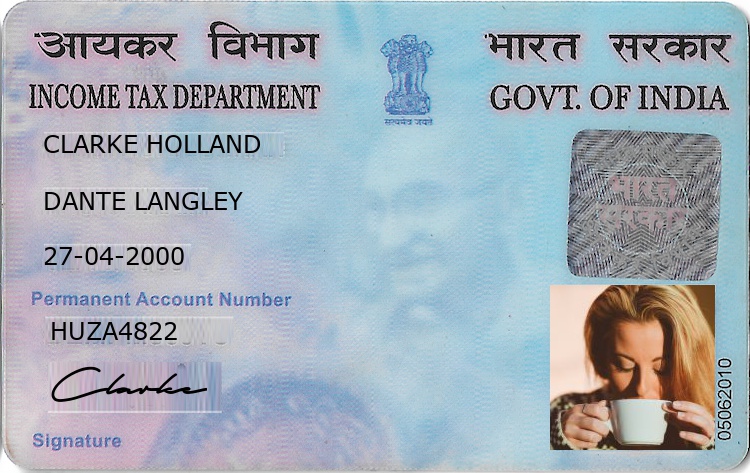 आयकर विभाग भारत सरकार
INCOME TAX DEPARTMENT GOVT. OF INDIA
सत्यमेव जयते
CLARKE HOLLAND
भारत
सरकार
DANTE LANGLEY
27-04-2000
Permanent Account Number
HUZA4822
Clarke
Signature
05062010